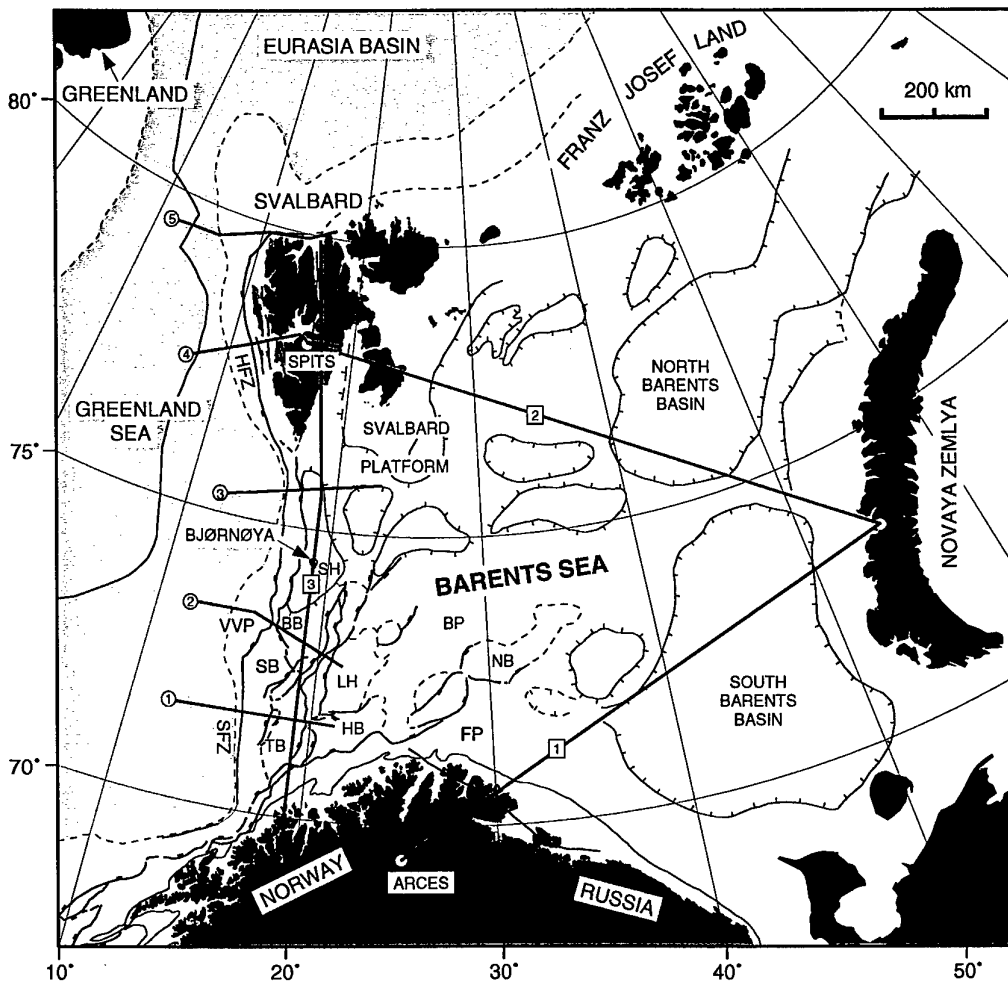 EURASIA BASIN
GREENLAND
FRANZ JOSEF LAND
200 km
80°
SVALBARD
5
4
HFZ
SPITS
GREENLAND
SEA
NORTH
BARENTS
BASIN
2
SVALBARD
PLATFORM
NOVAYA ZEMLYA
75°
3
BJØRNØYA
SH
3
BARENTS SEA
2
VVP
BB
BP
SB
LH
NB
SOUTH
BARENTS
BASIN
1
SFZ
TB
HB
FP
1
70°
NORWAY
ARCES
RUSSIA
10°
20°
30°
40°
50°